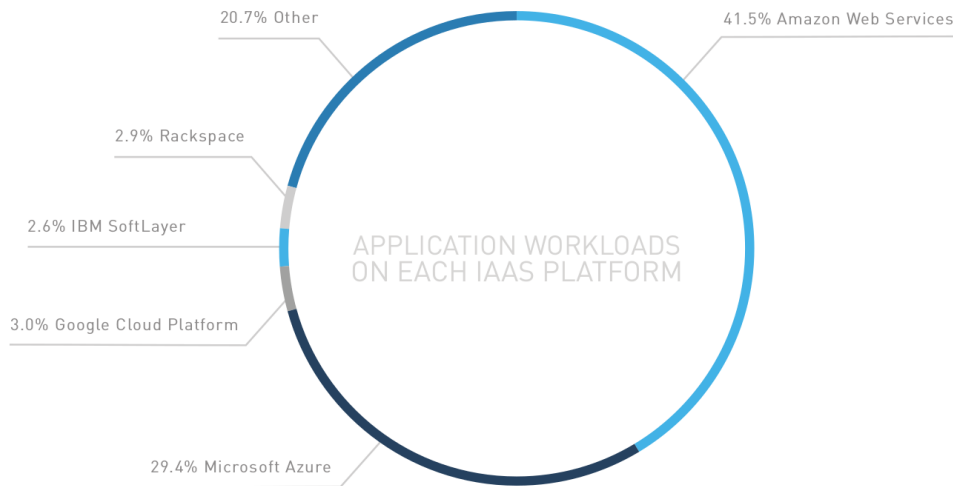 20.7% Other
41.5% Amazon Web Services
2.9% Rackspace
2.6% IBM SoftLayer
APPLICATION WORKLOADS
ON EACH IAAS PLATFORM
3.0% Google Cloud Platform
29.4% Microsoft Azure